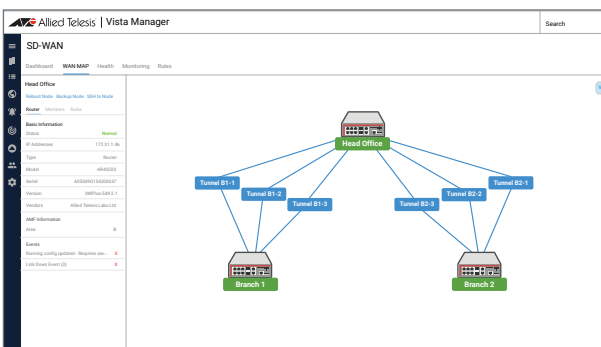 Allied Telesis | Vista Manager
Search
SD-WAN
Dashboard WAN MAP Health Monitoring Rules
Head Office
Reboot Node Backup Node SSH to Node
Router Members Rules
Basic Information
Status Normal
IP Addresses 172.31.1.46
Type Router
Model
Serial
Version
Vendors Allied Telesis Labs Ltd
AMF Information
Area 0
Events
Running config updated - Requires sav... X
Link Down Event (3) X
Head Office
Tunnel B1-1
Tunnel B1-2
Tunnel B1-3
Tunnel B2-3
Tunnel B2-2
Tunnel B2-1
Branch 1
Branch 2